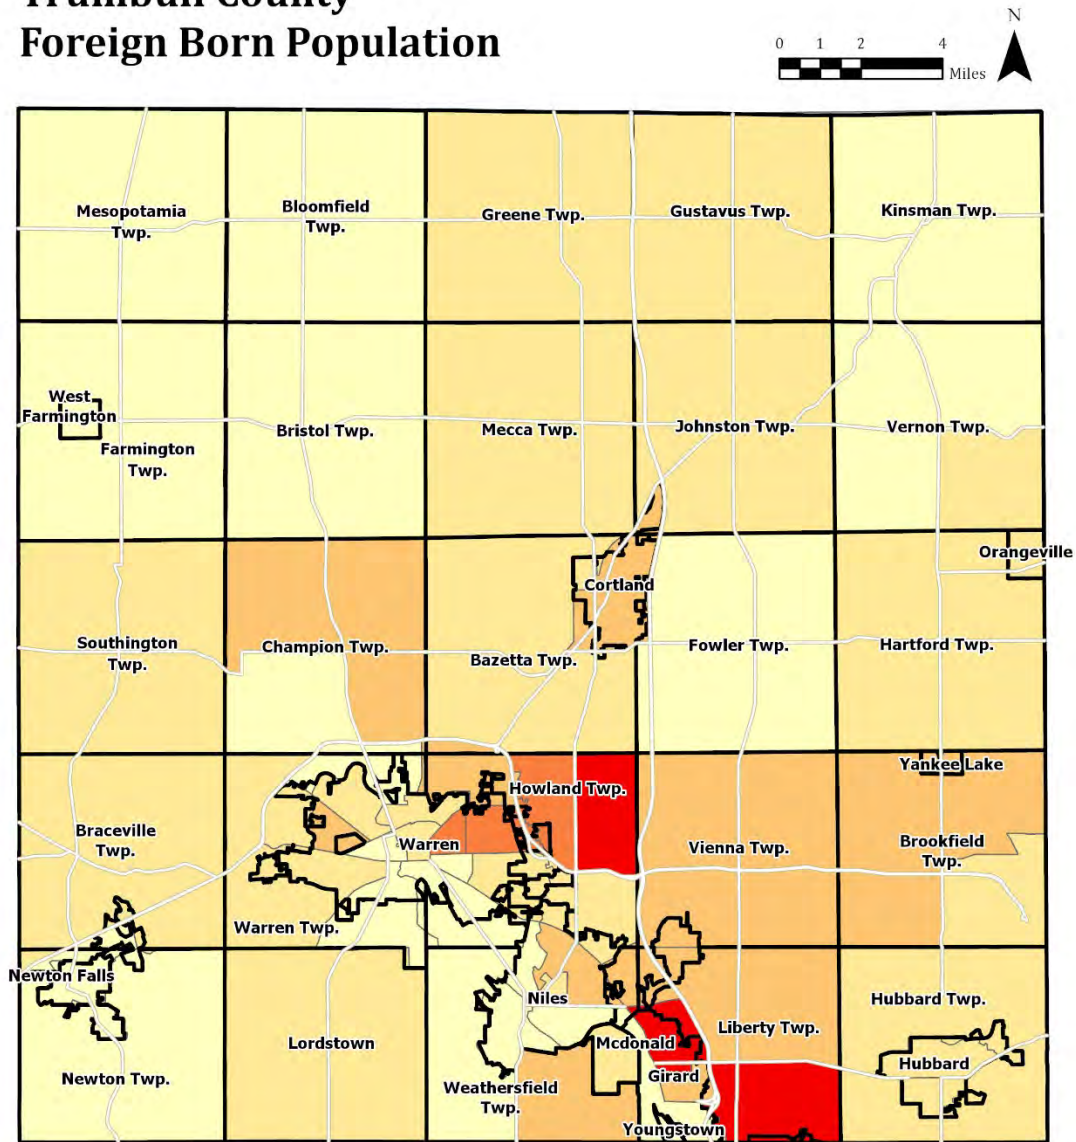 Trumbull County
Foreign Born Population
N
0 1 2 4
Miles
Mesopotamia
Twp.
Bloomfield
Twp.
Greene Twp.
Gustavus Twp.
Kinsman Twp.
West
Farmington
Farmington
Twp.
Bristol Twp.
Mecca Twp.
Johnston Twp.
Vernon Twp.
Orangeville
Cortland
Southington
Twp.
Champion Twp.
Bazetta Twp.
Fowler Twp.
Hartford Twp.
Yankee Lake
Howland Twp.
Braceville
Twp.
Warren
Vienna Twp.
Brookfield
Twp.
Warren Twp.
Newton Falls
Niles
Hubbard Twp.
Lordstown
Mcdonald
Liberty Twp.
Newton Twp.
Girard
Hubbard
Weathersfield
Twp.
Youngstown